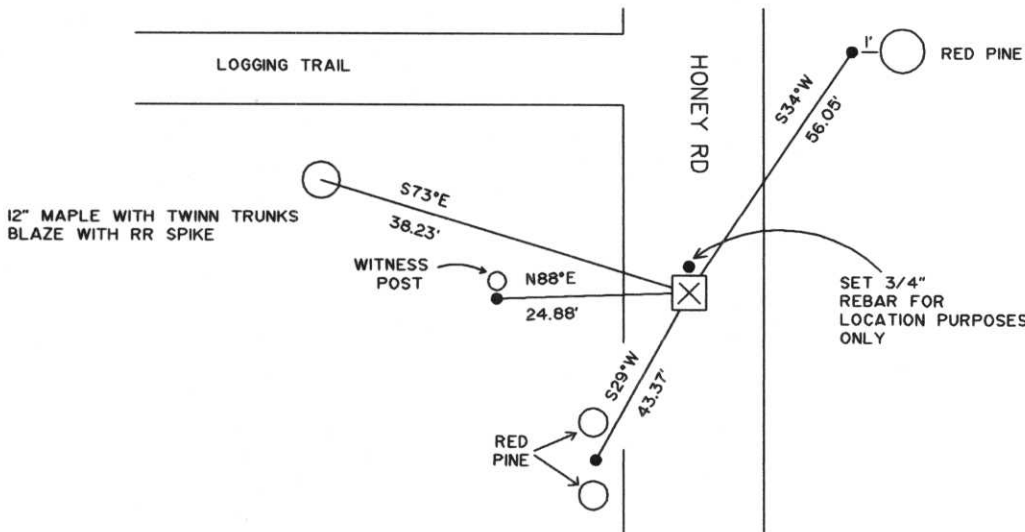 LOGGING TRAIL
HONEY RD
1'
RED PINE
S34°W
56.05'
S73°E
38.23'
12" MAPLE WITH TWINN TRUNKS
BLAZE WITH RR SPIKE
WITNESS
POST
N88°E
24.88'
SET 3/4"
REBAR FOR
LOCATION PURPOSES
ONLY
S29°W
43.37'
RED
PINE